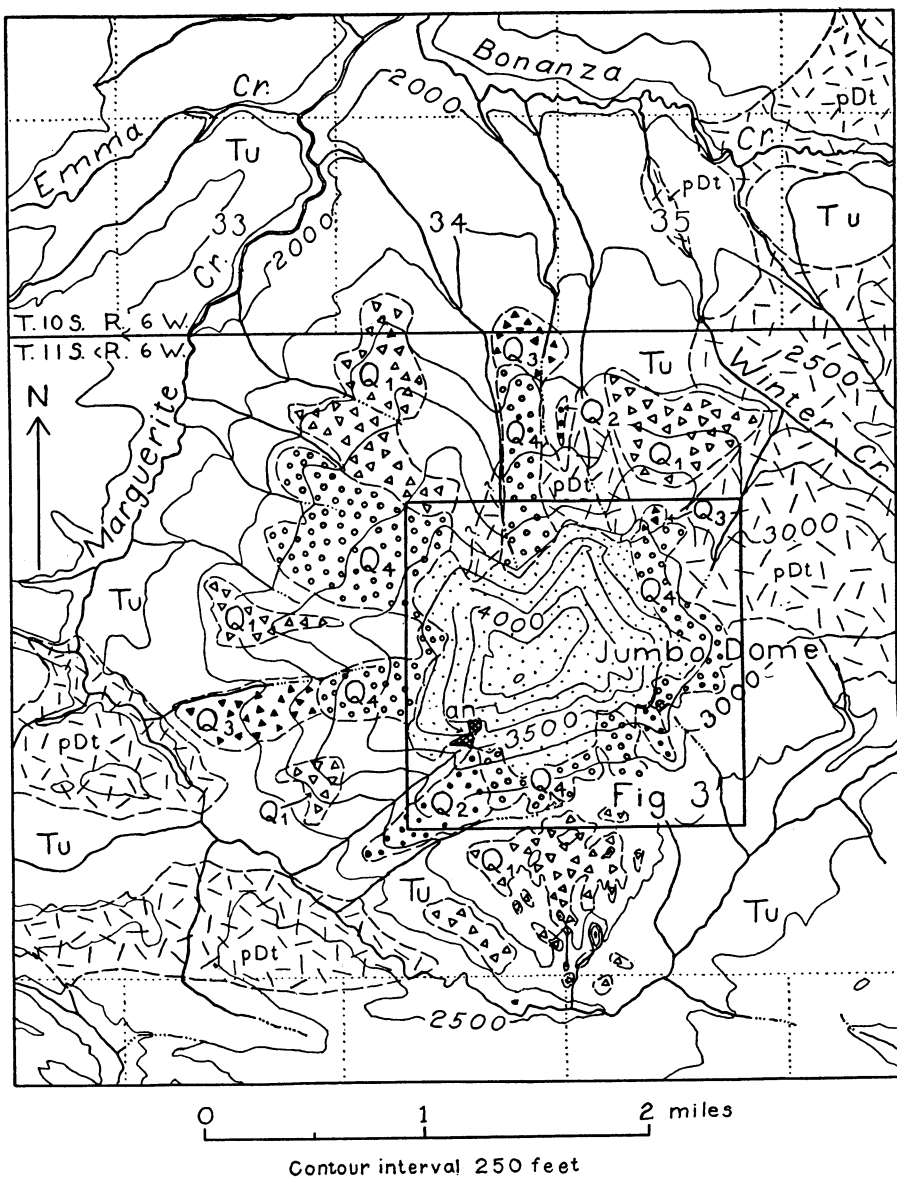 Bonanza
Cr.
2000
pDt
Emma
Tu
Cr.
pDt
33
2000
34
35
Tu
Cr.
T. 10 S. R. 6 W.
T. 11 S. R. 6 W.
Q3
Tu
Winter Cr.
2500
N
Q1
Q2
Q4
Q1
Marguerite
pDt
Q3
3000
Q4
pDt
Q4
Tu
Q1
4000
Jumbo Dome
Q4
Q3
an
3500
3000
pDt
Q1
Q2
Q4
Fig 3
Tu
Q1
Tu
Tu
pDt
2500
0 1 2 miles
Contour interval 250 feet